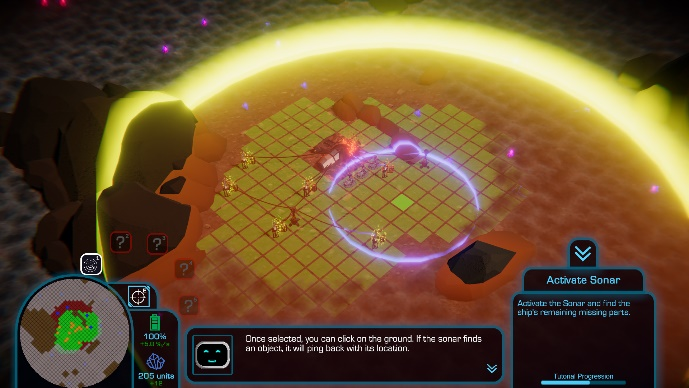 ?
?
?
?
100%
205 units
Once selected, you can click on the ground. If the sonar finds
an object, it will ping back with its location.
Activate Sonar
Activate the Sonar and find the
ship's remaining missing parts.
Tutorial Progression